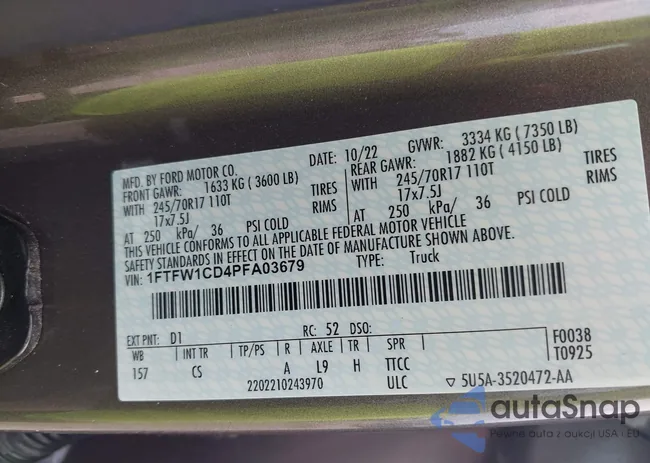 MFD. BY FORD MOTOR CO.
DATE: 10/22 GVWR: 3334 KG ( 7350 LB)
FRONT GAWR: 1633 KG ( 3600 LB) REAR GAWR: 1882 KG ( 4150 LB)
WITH 245/70R17 110T TIRES WITH 245/70R17 110T TIRES
17x7.5J RIMS 17x7.5J RIMS
AT 250 kPa/ 36 PSI COLD AT 250 kPa/ 36 PSI COLD
THIS VEHICLE CONFORMS TO ALL APPLICABLE FEDERAL MOTOR VEHICLE
SAFETY STANDARDS IN EFFECT ON THE DATE OF MANUFACTURE SHOWN ABOVE.
VIN: 1FTFW1CD4PFA03679 TYPE: Truck
EXT PNT: D1 RC: 52 DSO: F0038
WB INT TR TP/PS R AXLE TR SPR T0925
157 CS A L9 H TTCC
2202210243970 ULC ▽ 5U5A-3520472-AA
autoSnap
Pewne auta z aukcji USA i EU